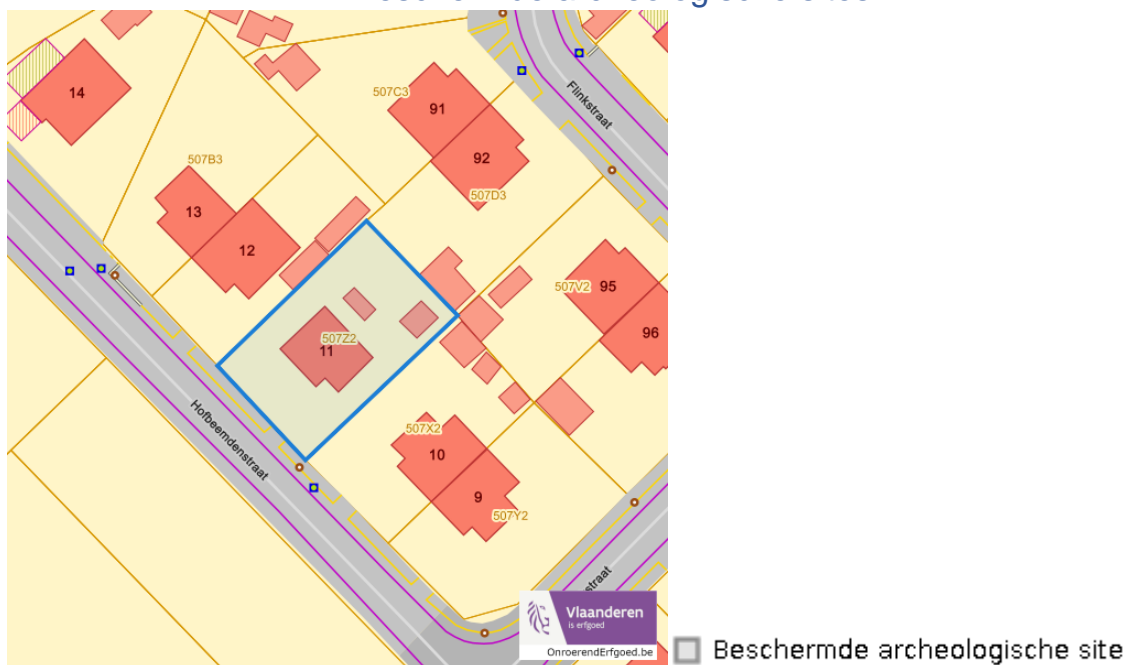 14
507C3
91
Flinkstraat
92
507B3
13
507D3
12
507V2
95
96
507Z2
11
Hofbeemdenstraat
507X2
10
9
507Y2
straat
Vlaanderen
is erfgoed
OnroerendErfgoed.be
Beschermde archeologische site